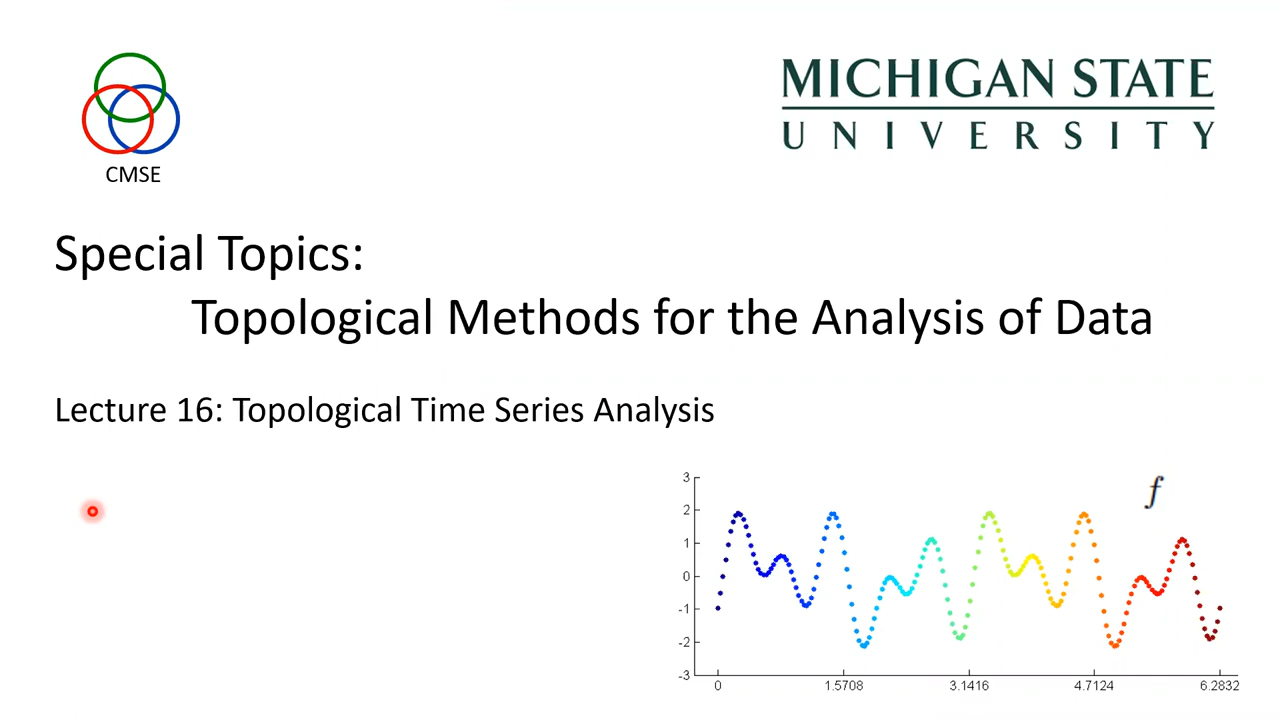 CMSE
MICHIGAN STATE
UNIVERSITY
Special Topics:
Topological Methods for the Analysis of Data
Lecture 16: Topological Time Series Analysis
f
3
2
1
0
-1
-2
-3
0 1.5708 3.1416 4.7124 6.2832